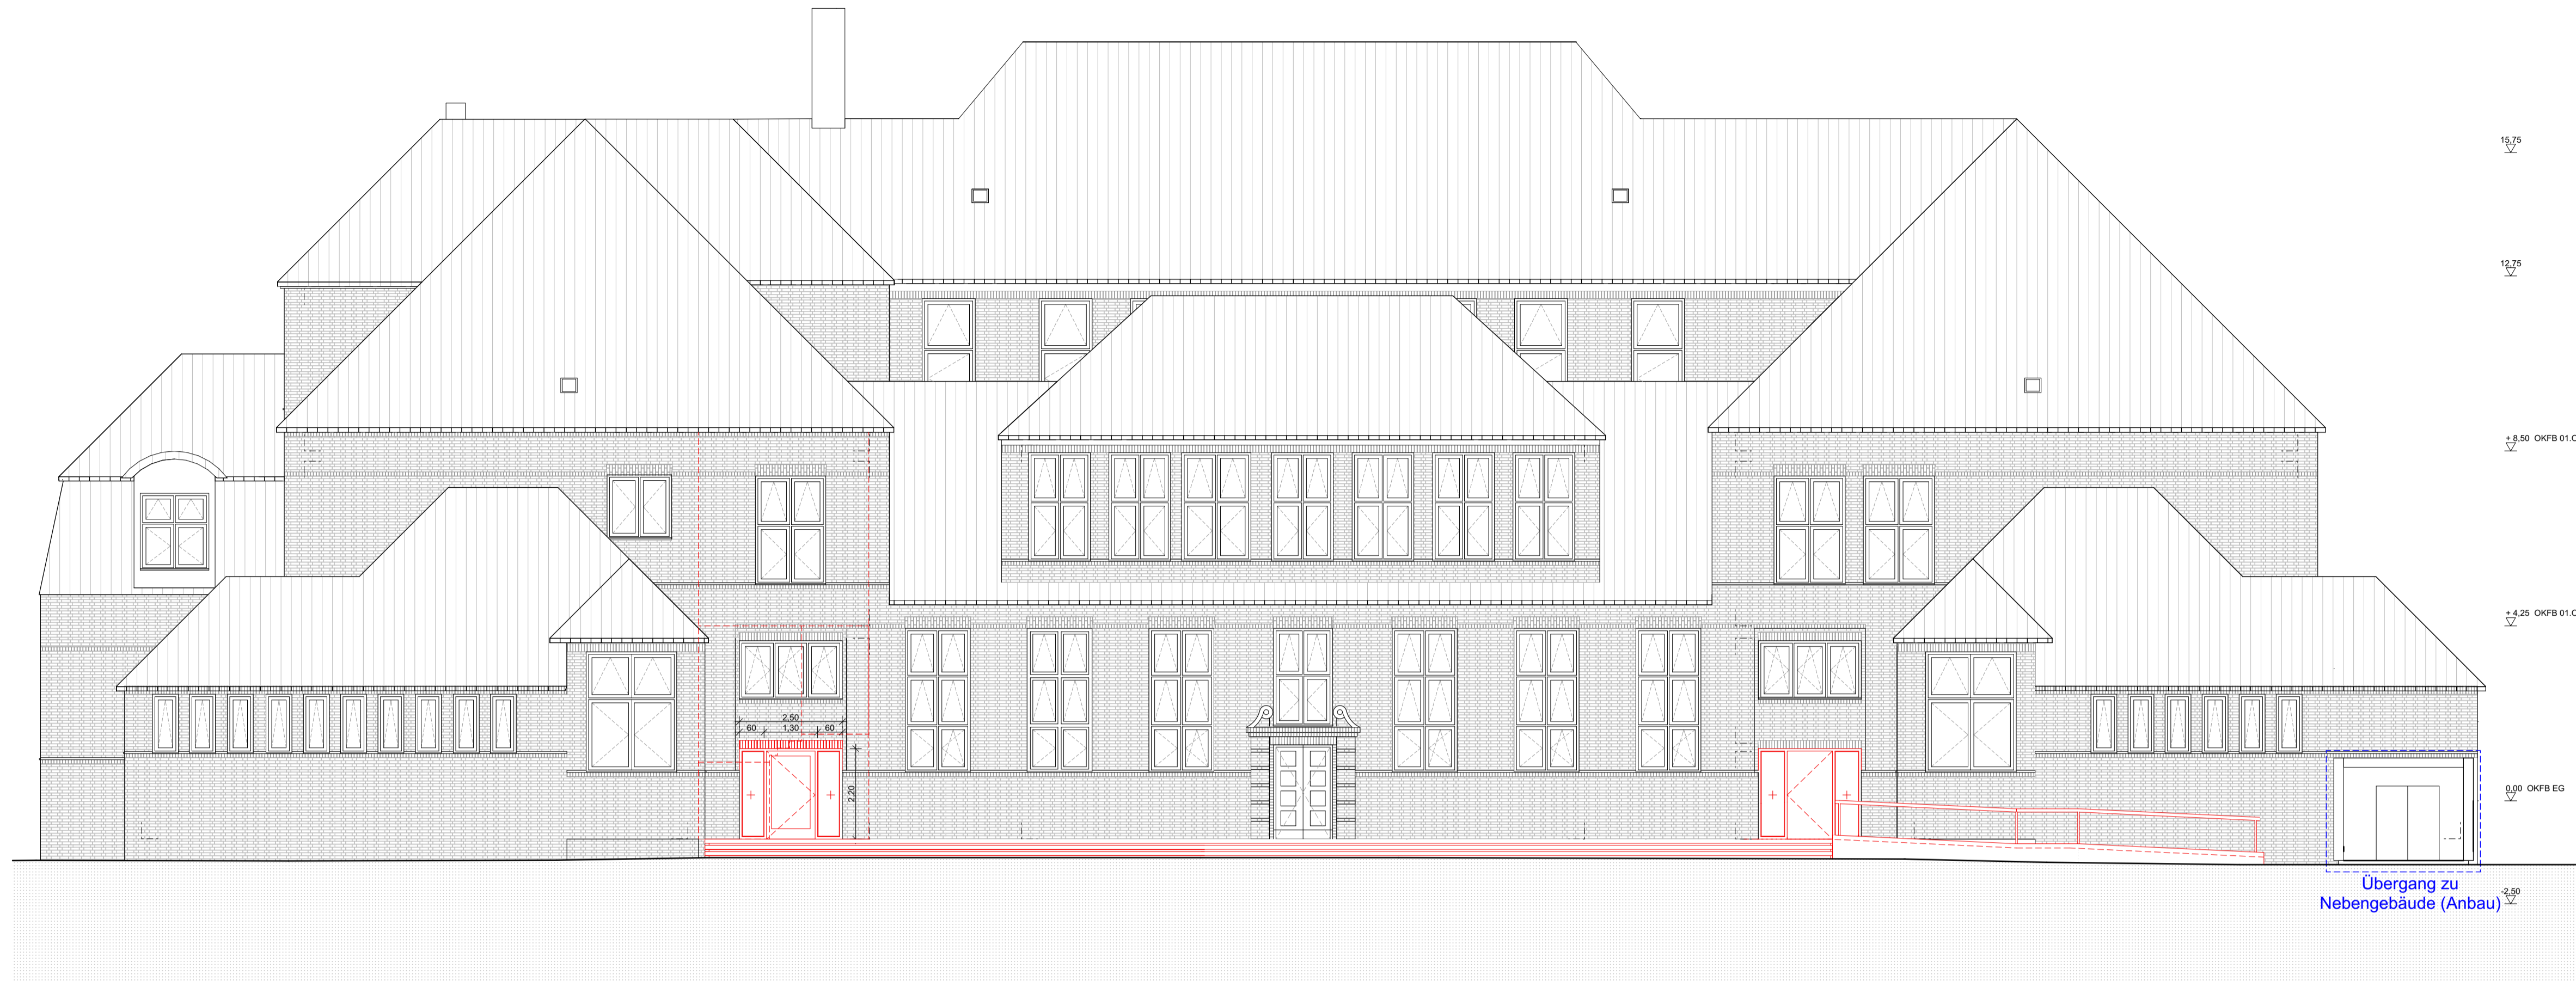 15,75
12,75
+ 8,50 OKFB 01.O
+ 4,25 OKFB 01.O
2,50
60 1,30 60
2,20
0,00 OKFB EG
Übergang zu
Nebengebäude (Anbau)
-2,50